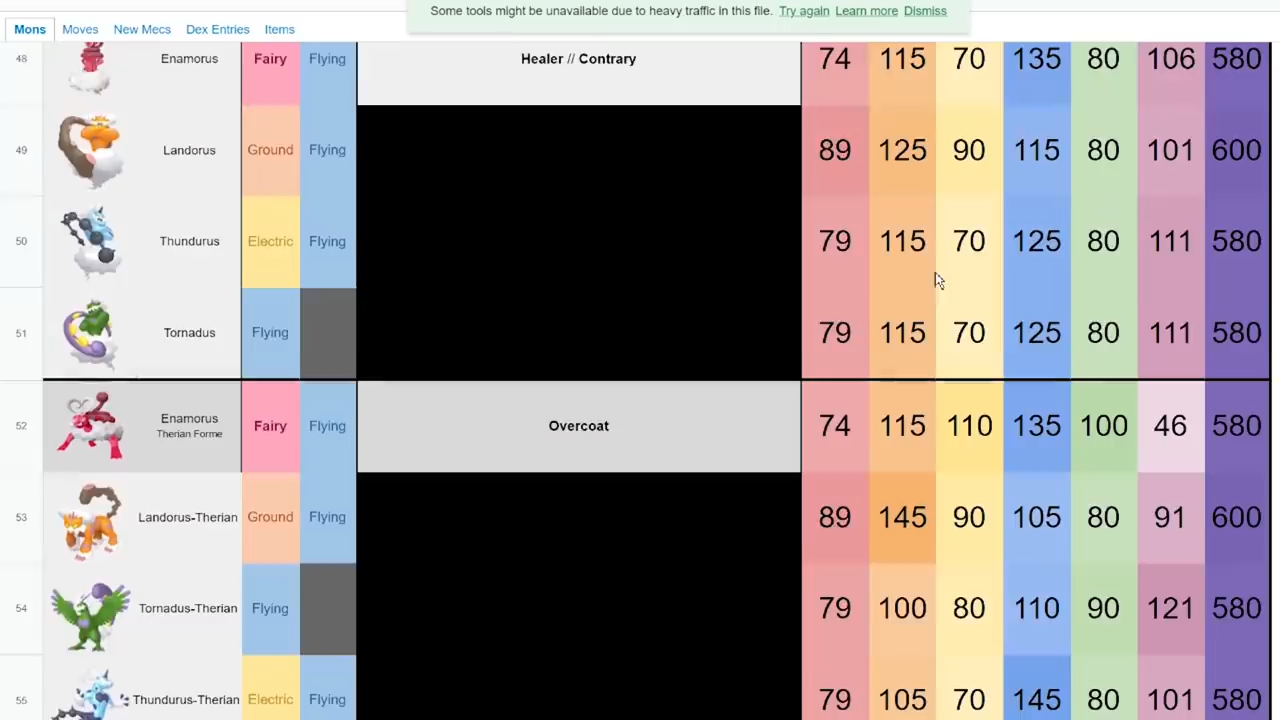 Some tools might be unavailable due to heavy traffic in this file. Try again Learn more Dismiss
Mons Moves New Mecs Dex Entries Items
48 Enamorus Fairy Flying Healer // Contrary 74 115 70 135 80 106 580
49 Landorus Ground Flying 89 125 90 115 80 101 600
50 Thundurus Electric Flying 79 115 70 125 80 111 580
51 Tornadus Flying 79 115 70 125 80 111 580
52 Enamorus Therian Forme Fairy Flying Overcoat 74 115 110 135 100 46 580
53 Landorus-Therian Ground Flying 89 145 90 105 80 91 600
54 Tornadus-Therian Flying 79 100 80 110 90 121 580
55 Thundurus-Therian Electric Flying 79 105 70 145 80 101 580